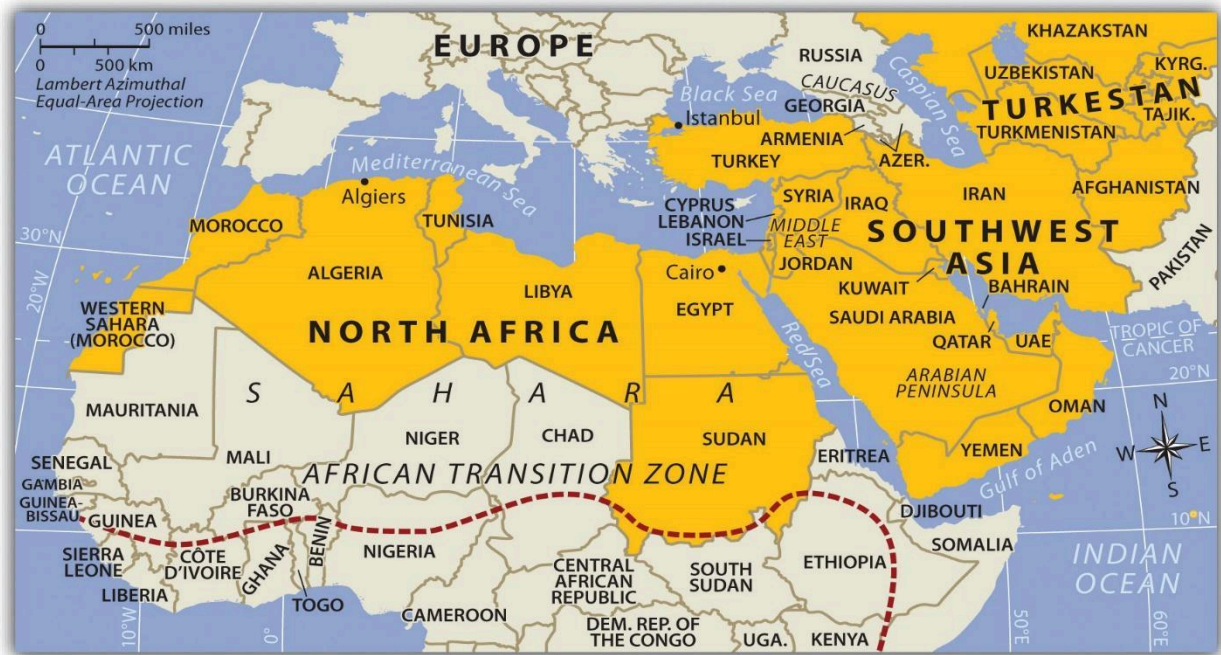 0 500 miles
0 500 km
Lambert Azimuthal
Equal-Area Projection
EUROPE
RUSSIA
CAUCASUS
Caspian Sea
KHAZAKSTAN
UZBEKISTAN
KYRG.
TURKESTAN
TAJIK.
TURKMENISTAN
Black Sea
GEORGIA
Istanbul
ARMENIA
AZER.
TURKEY
ATLANTIC
OCEAN
Mediterranean Sea
Algiers
MOROCCO
TUNISIA
CYPRUS
LEBANON
ISRAEL
SYRIA
IRAQ
MIDDLE
EAST
JORDAN
IRAN
AFGHANISTAN
SOUTHWEST
ASIA
PAKISTAN
30°N
20°W
ALGERIA
LIBYA
Cairo
EGYPT
KUWAIT
BAHRAIN
SAUDI ARABIA
QATAR
UAE
TROPIC OF
CANCER
20°N
WESTERN
SAHARA
(MOROCCO)
NORTH AFRICA
Red Sea
ARABIAN
PENINSULA
OMAN
YEMEN
Gulf of Aden
N
W E
S
SAHARA
MAURITANIA
MALI
NIGER
CHAD
SUDAN
ERITREA
AFRICAN TRANSITION ZONE
SENEGAL
GAMBIA
GUINEA-
BISSAU
GUINEA
BURKINA
FASO
BENIN
NIGERIA
DJIBOUTI
10°N
SIERRA
LEONE
LIBERIA
CÔTE
D'IVOIRE
GHANA
TOGO
CAMEROON
CENTRAL
AFRICAN
REPUBLIC
SOUTH
SUDAN
ETHIOPIA
SOMALIA
INDIAN
OCEAN
DEM. REP. OF
THE CONGO
UGA.
KENYA
10°W
0°
50°E
60°E